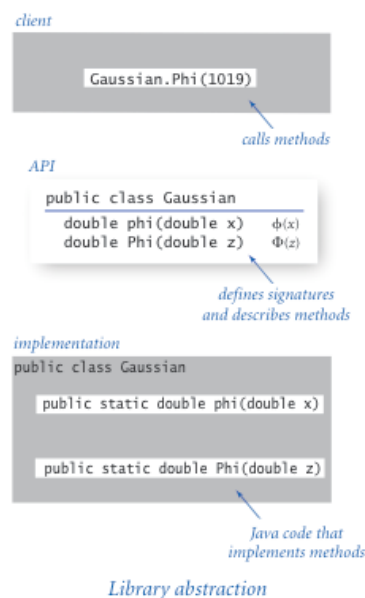 client
Gaussian.Phi(1019)
calls methods
API
public class Gaussian
double phi(double x) ϕ(x)
double Phi(double z) Φ(z)
defines signatures
and describes methods
implementation
public class Gaussian
public static double phi(double x)
public static double Phi(double z)
Java code that
implements methods
Library abstraction